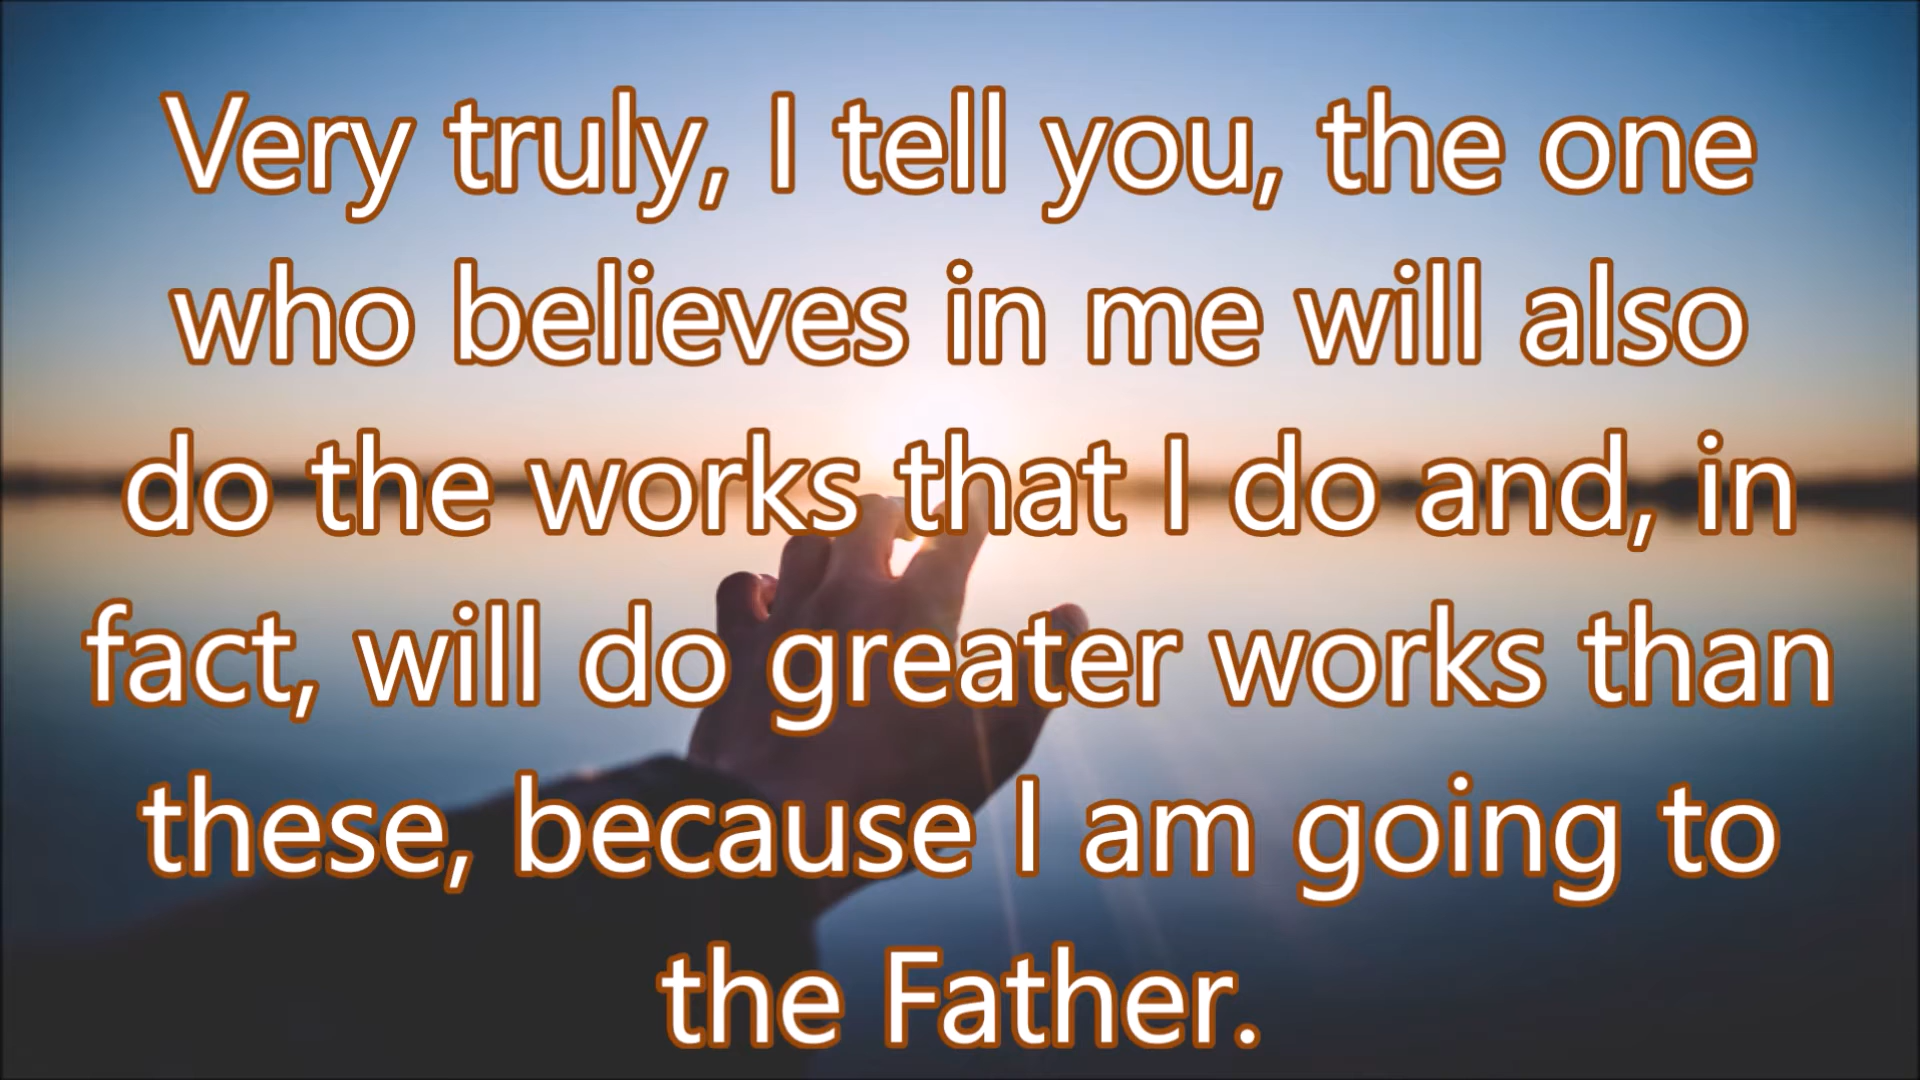 Very truly, I tell you, the one
who believes in me will also
do the works that I do and, in
fact, will do greater works than
these, because I am going to
the Father.